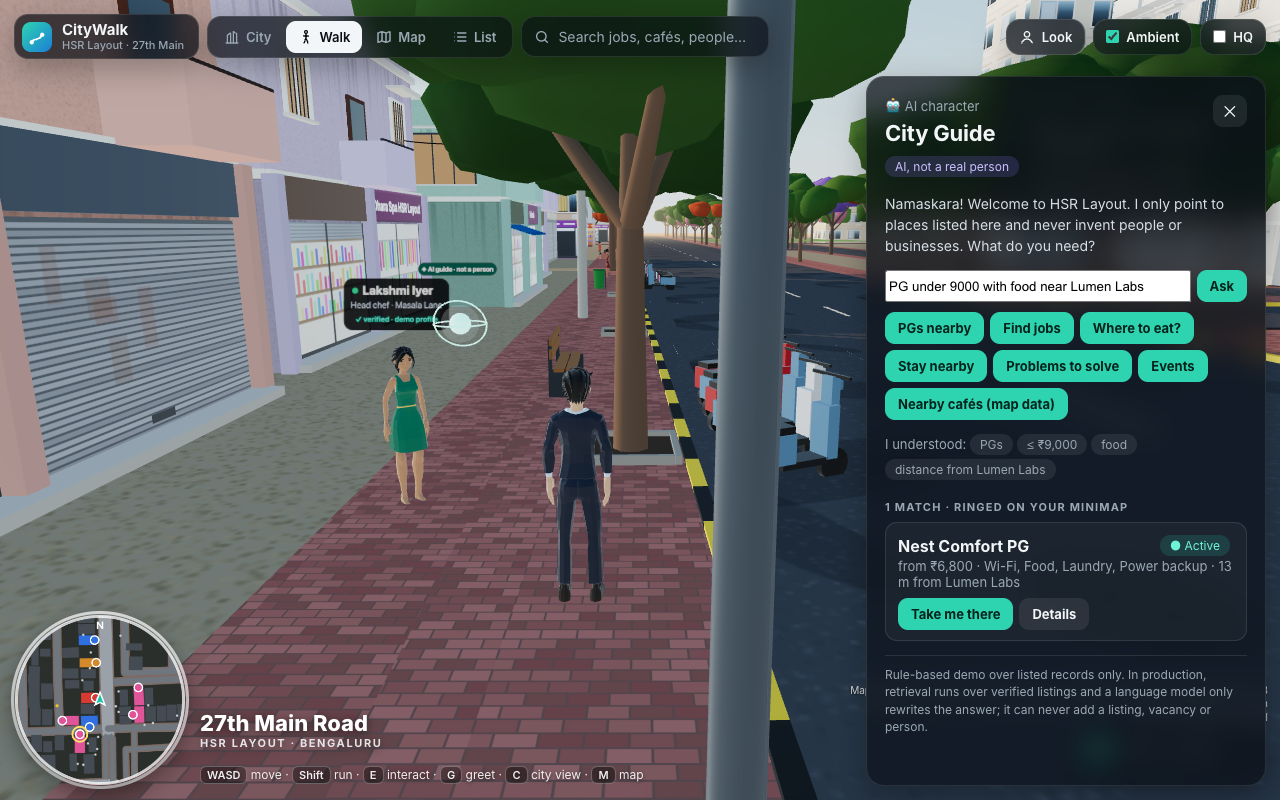 CityWalk
HSR Layout · 27th Main
City
Walk
Map
List
Search jobs, cafés, people...
Look
Ambient
HQ
Dhara Spa HSR Layout
AI guide · not a person
Lakshmi Iyer
Head chef · Masala Lane
✓ verified · demo profile
🤖 AI character
City Guide
AI, not a real person
Namaskara! Welcome to HSR Layout. I only point to
places listed here and never invent people or
businesses. What do you need?
PG under 9000 with food near Lumen Labs
Ask
PGs nearby
Find jobs
Where to eat?
Stay nearby
Problems to solve
Events
Nearby cafés (map data)
I understood: PGs ≤ ₹9,000 food
distance from Lumen Labs
1 MATCH · RINGED ON YOUR MINIMAP
Nest Comfort PG
Active
from ₹6,800 · Wi-Fi, Food, Laundry, Power backup · 13
m from Lumen Labs
Take me there
Details
Rule-based demo over listed records only. In production,
retrieval runs over verified listings and a language model only
rewrites the answer; it can never add a listing, vacancy or
person.
N
27th Main Road
HSR LAYOUT · BENGALURU
WASD move · Shift run · E interact · G greet · C city view · M map